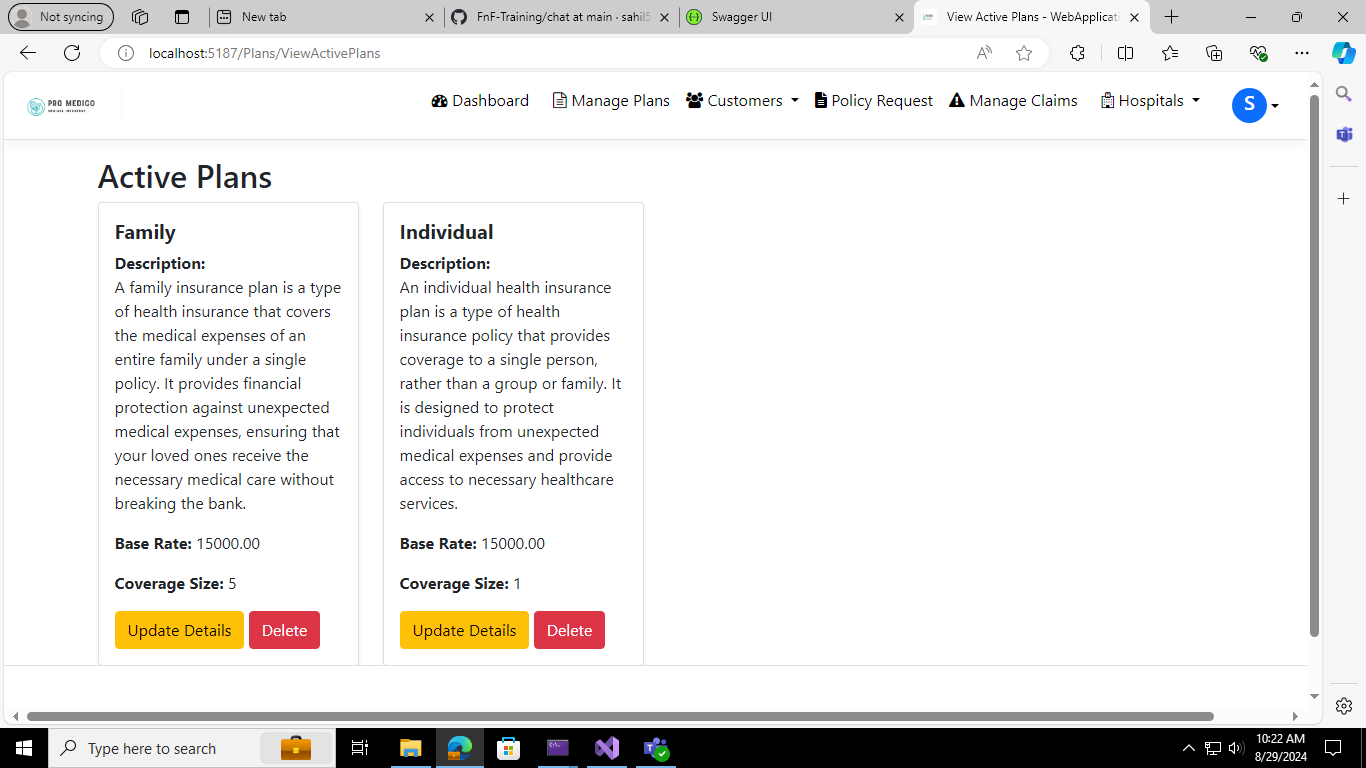 Not syncing
New tab
FnF-Training/chat at main · sahil5
Swagger UI
View Active Plans - WebApplicat
localhost:5187/Plans/ViewActivePlans
PRO MEDICO
MEDICAL INSURANCE
Dashboard
Manage Plans
Customers
Policy Request
Manage Claims
Hospitals
S
Active Plans
Family
Description:
A family insurance plan is a type
of health insurance that covers
the medical expenses of an
entire family under a single
policy. It provides financial
protection against unexpected
medical expenses, ensuring that
your loved ones receive the
necessary medical care without
breaking the bank.
Base Rate: 15000.00
Coverage Size: 5
Update Details
Delete
Individual
Description:
An individual health insurance
plan is a type of health
insurance policy that provides
coverage to a single person,
rather than a group or family. It
is designed to protect
individuals from unexpected
medical expenses and provide
access to necessary healthcare
services.
Base Rate: 15000.00
Coverage Size: 1
Update Details
Delete
Type here to search
10:22 AM
8/29/2024